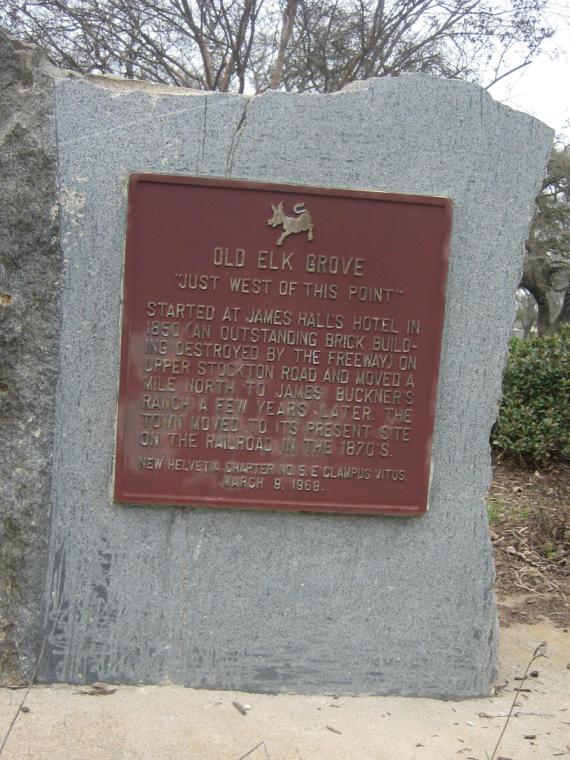 OLD ELK GROVE
"JUST WEST OF THIS POINT"
STARTED AT JAMES HALL'S HOTEL IN
1850 (AN OUTSTANDING BRICK BUILD-
ING DESTROYED BY THE FREEWAY) ON
UPPER STOCKTON ROAD AND MOVED A
MILE NORTH TO JAMES BUCKNER'S
RANCH A FEW YEARS LATER. THE
TOWN MOVED TO ITS PRESENT SITE
ON THE RAILROAD IN THE 1870'S.
NEW HELVETIA CHAPTER NO. 5, E CLAMPUS VITUS,
MARCH 9, 1968.